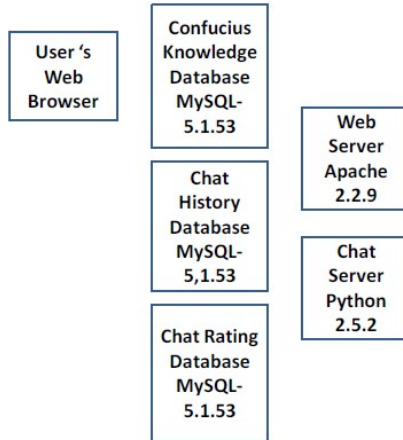 User ‘s
Web
Browser
Confucius
Knowledge
Database
MySQL-
5.1.53
Web
Server
Apache
2.2.9
Chat
History
Database
MySQL-
5,1.53
Chat
Server
Python
2.5.2
Chat Rating
Database
MySQL-
5.1.53